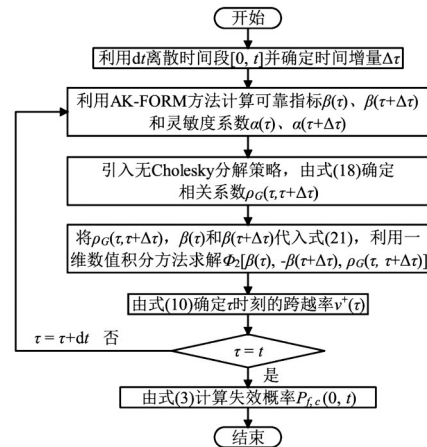 开始
利用dt离散时间段[0, t]并确定时间增量Δτ
利用AK-FORM方法计算可靠指标β(τ)、β(τ+Δτ)
和灵敏度系数α(τ)、α(τ+Δτ)
引入无Cholesky分解策略，由式(18)确定
相关系数ρG(τ,τ+Δτ)
将ρG(τ,τ+Δτ)，β(τ)和β(τ+Δτ)代入式(21)，利用一
维数值积分方法求解Φ2[β(τ), -β(τ+Δτ), ρG(τ, τ+Δτ)]
由式(10)确定τ时刻的跨越率ν+(τ)
τ = τ+dt 否
τ = t
是
由式(3)计算失效概率Pf,c(0, t)
结束